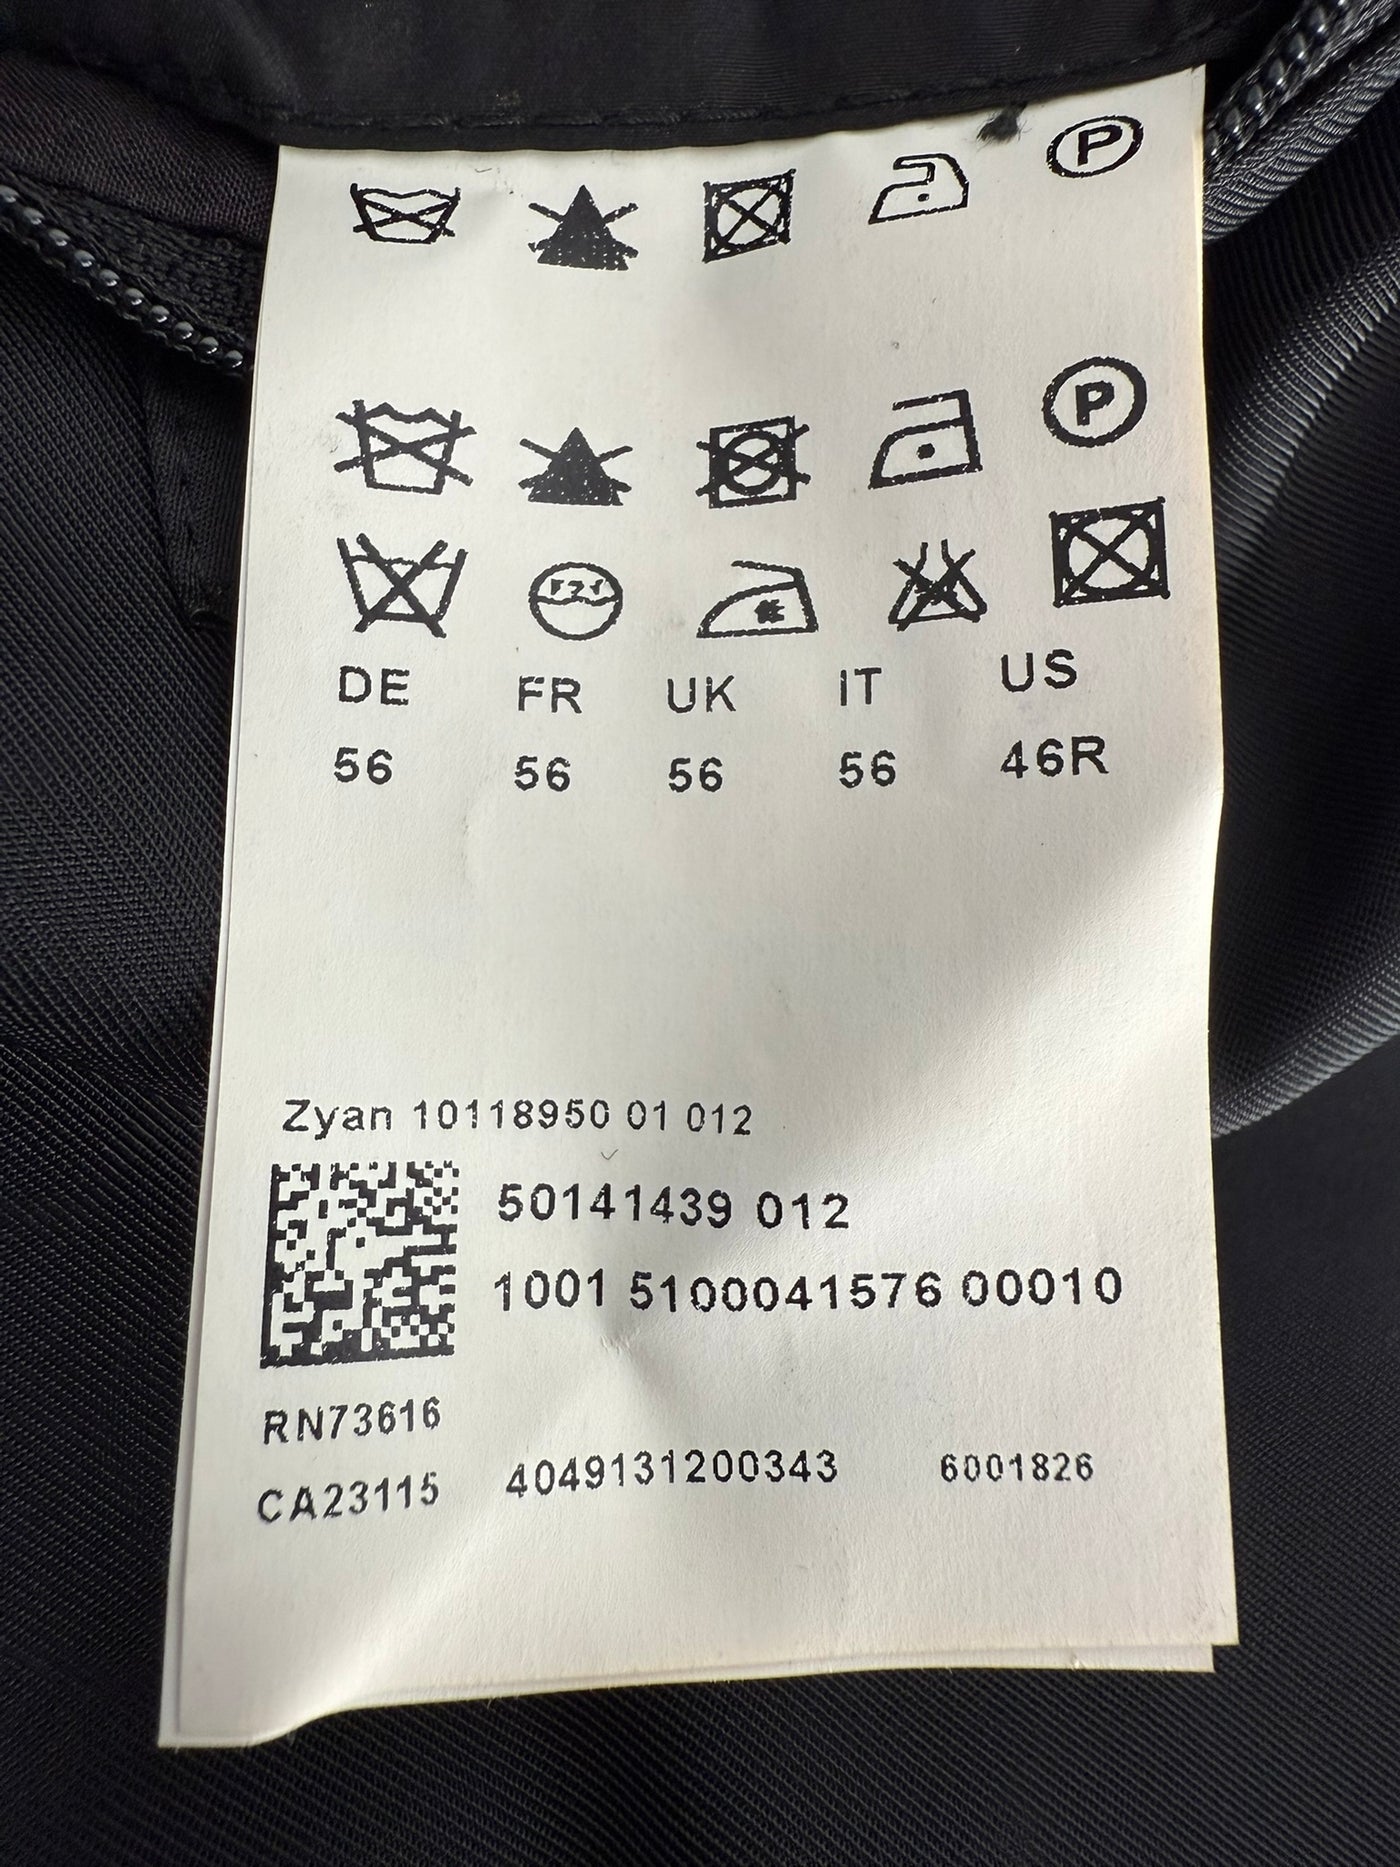 P
P
DE FR UK IT US
56 56 56 56 46R
Zyan 10118950 01 012
50141439 012
1001 5100041576 00010
RN73616
CA23115 4049131200343 6001826